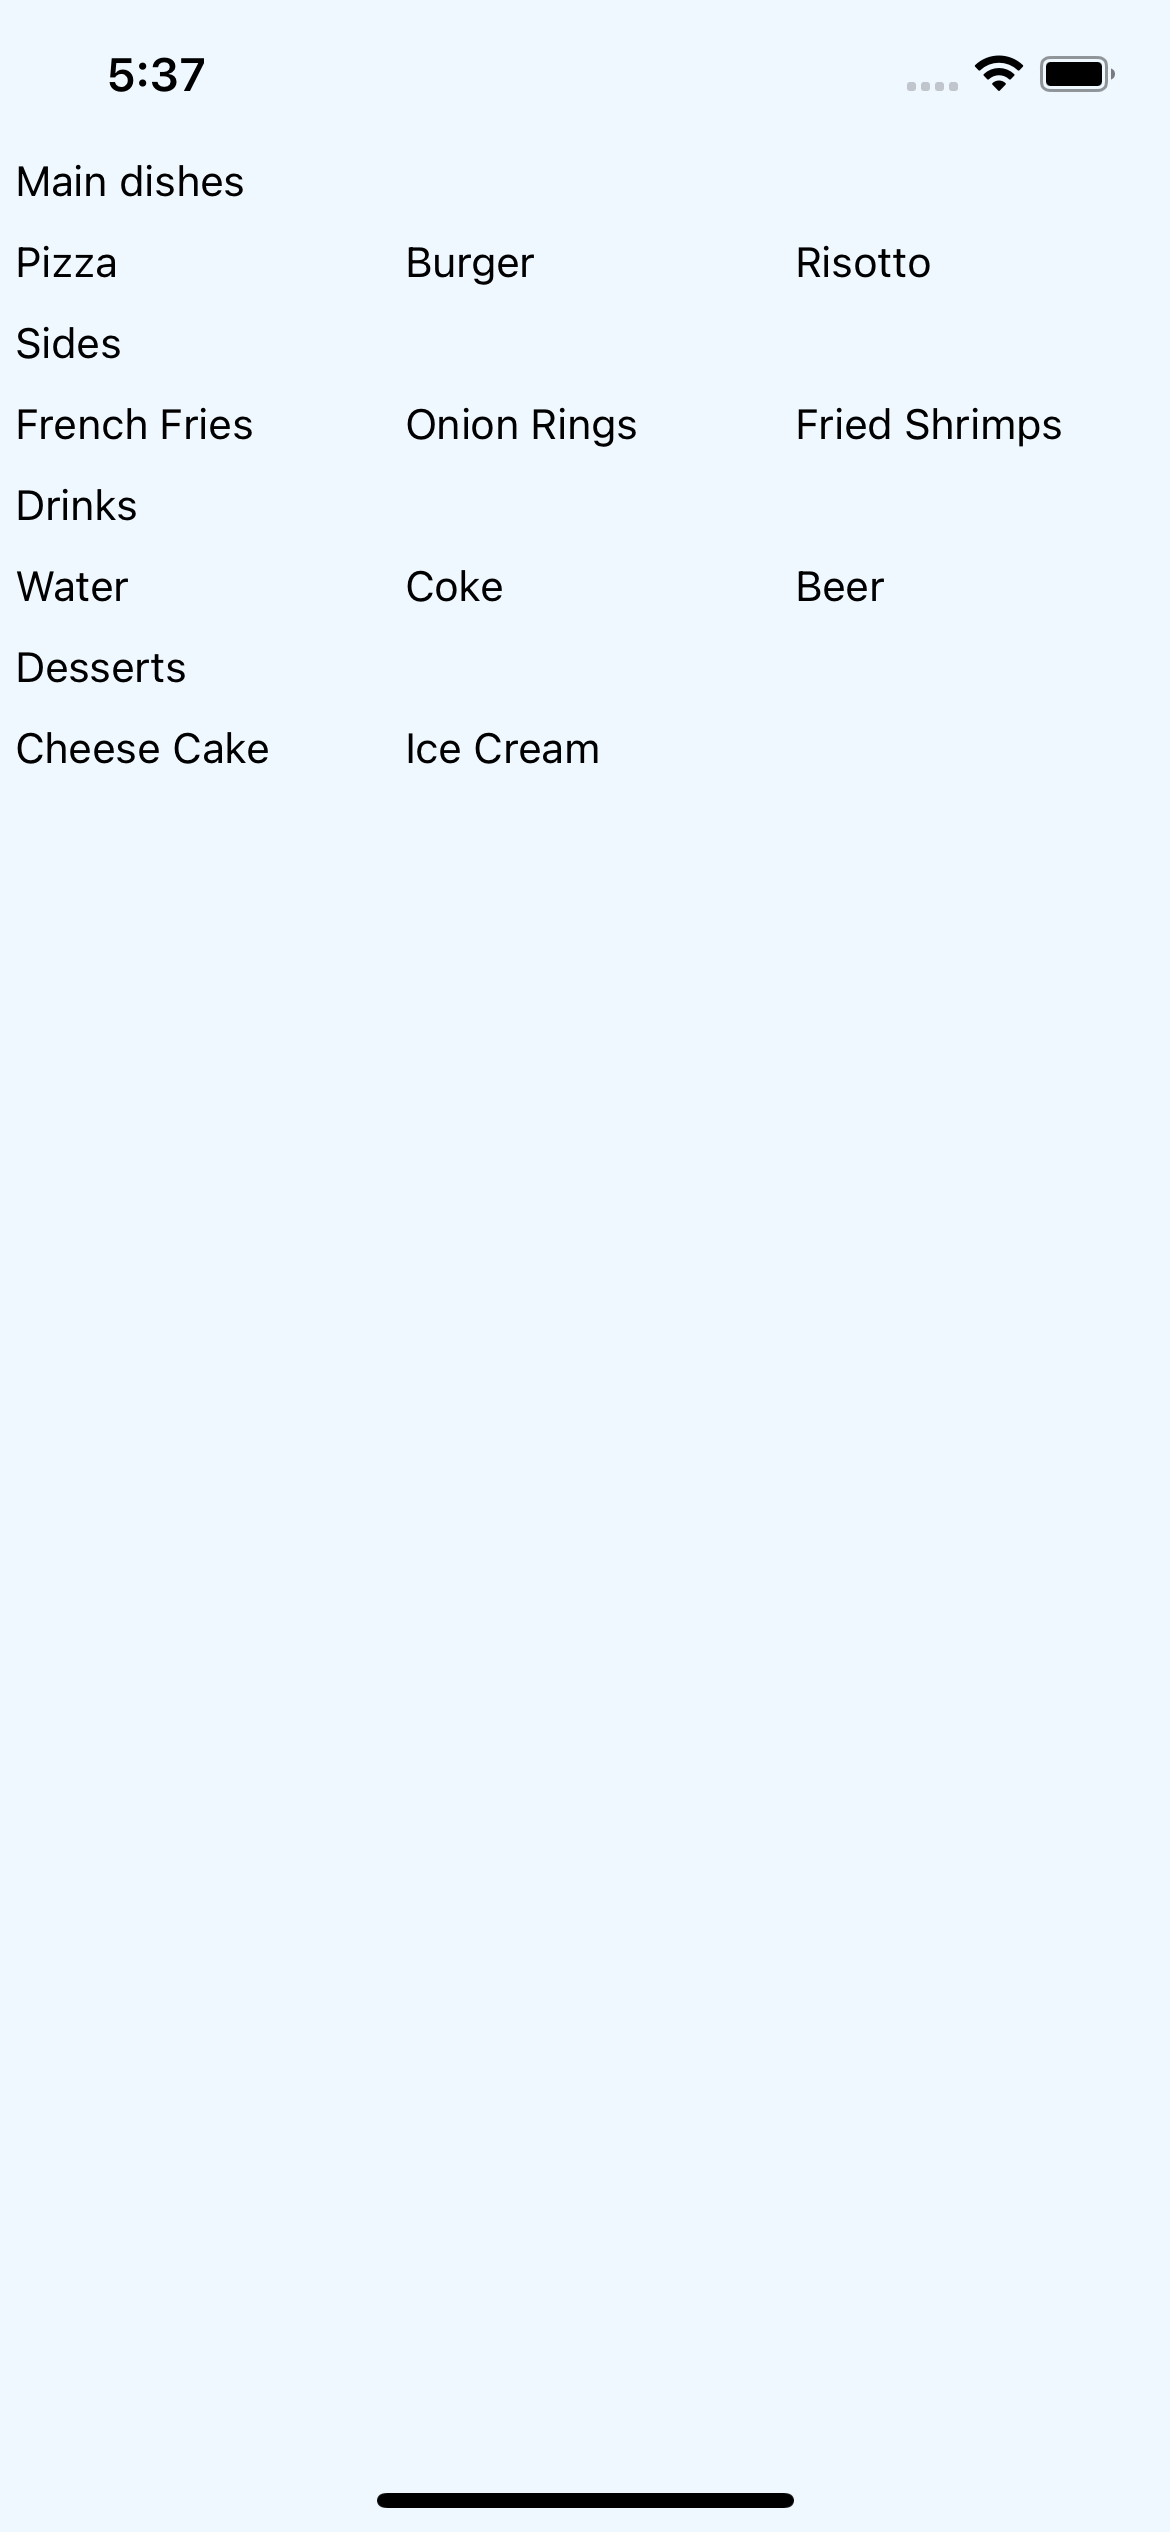 5:37
Main dishes
Pizza Burger Risotto
Sides
French Fries Onion Rings Fried Shrimps
Drinks
Water Coke Beer
Desserts
Cheese Cake Ice Cream